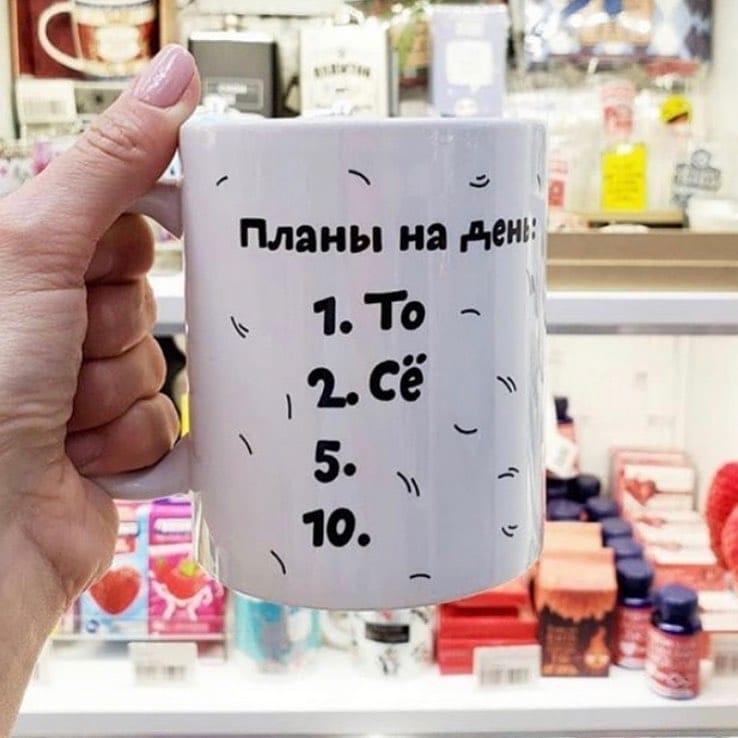 Планы на день:
1. То
2. Сё
5.
10.